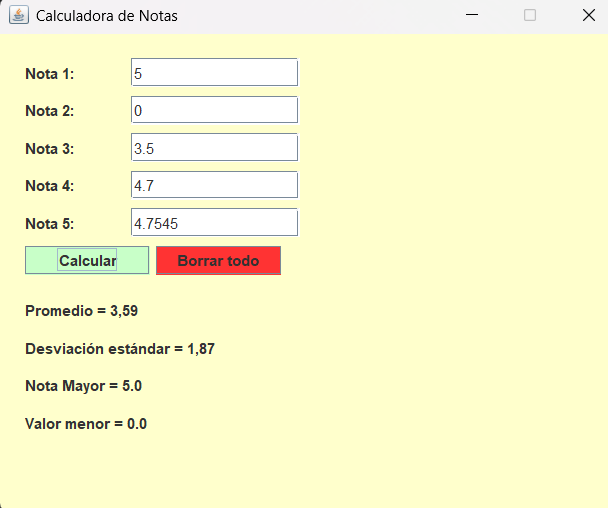 Calculadora de Notas
Nota 1: 5
Nota 2: 0
Nota 3: 3.5
Nota 4: 4.7
Nota 5: 4.7545
Calcular Borrar todo
Promedio = 3,59
Desviación estándar = 1,87
Nota Mayor = 5.0
Valor menor = 0.0